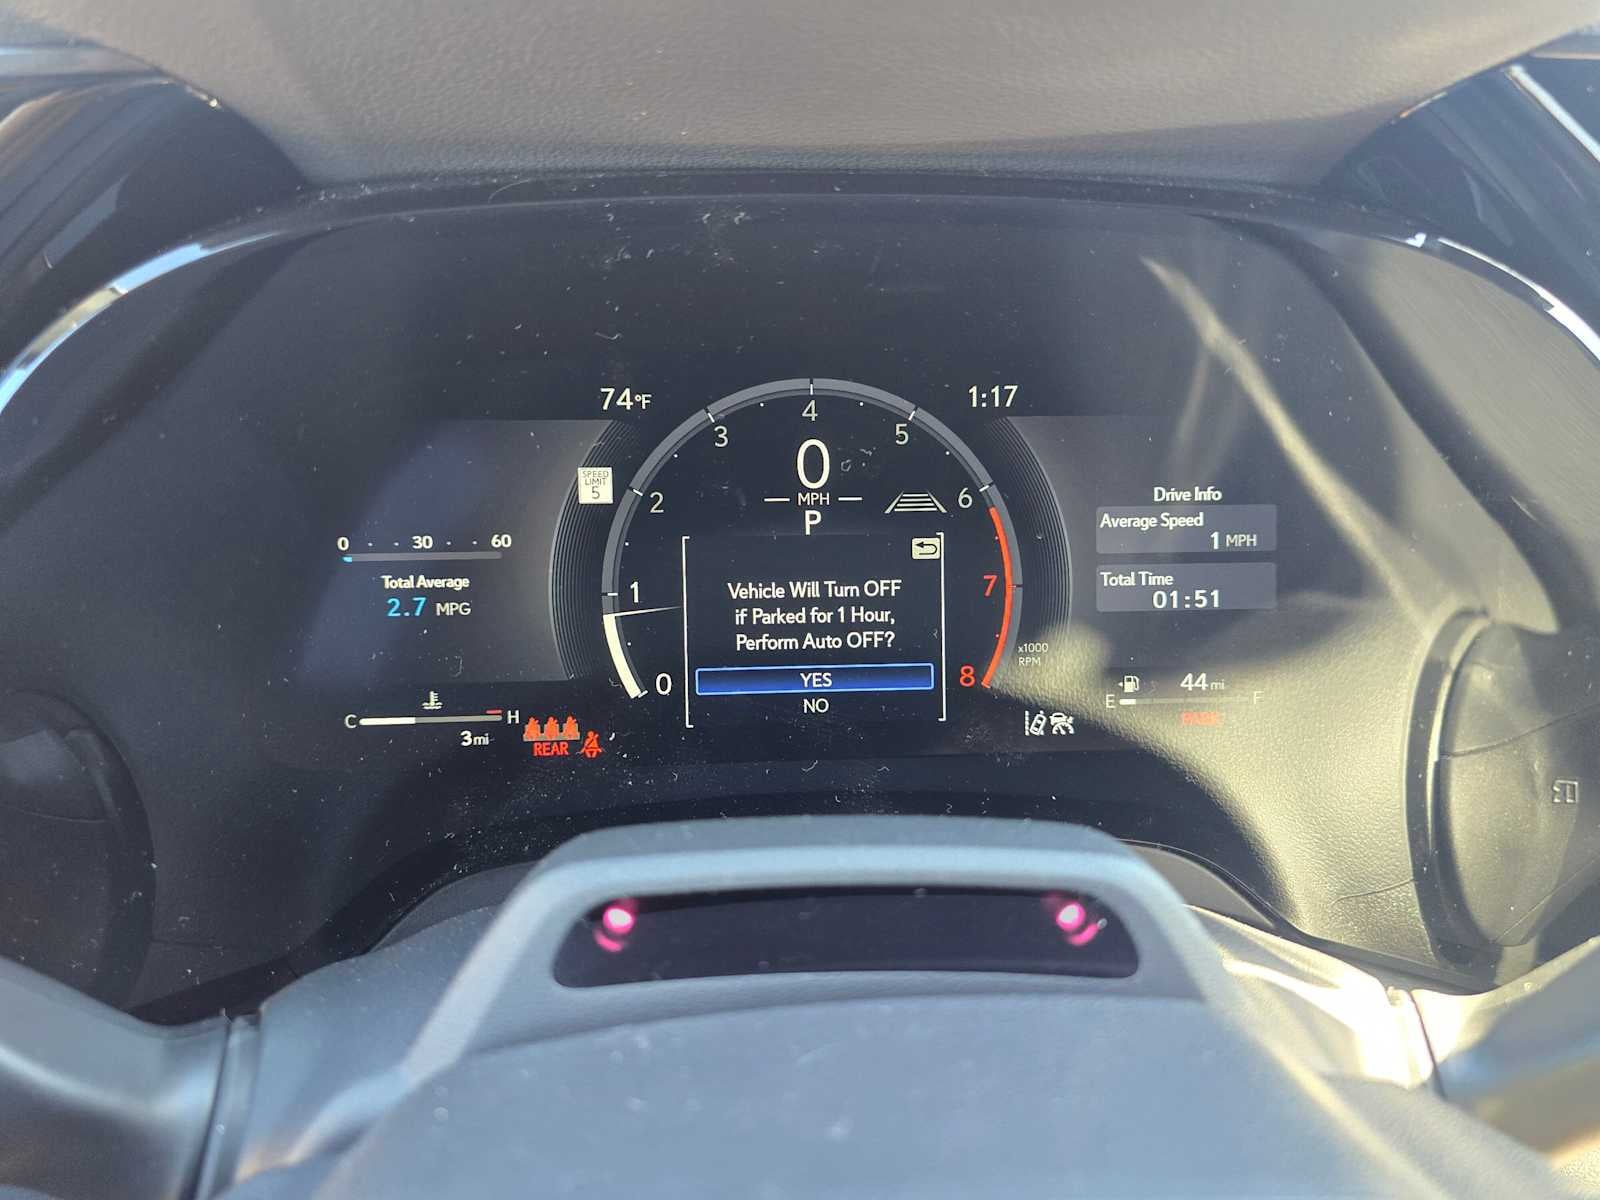 74°F
1:17
SPEED
LIMIT
5
0
MPH
P
0 1 2 3 4 5 6 7 8
x1000
RPM
0 30 60
Total Average
2.7 MPG
Vehicle Will Turn OFF
if Parked for 1 Hour,
Perform Auto OFF?
YES
NO
Drive Info
Average Speed
1 MPH
Total Time
01:51
C H
3 mi
REAR
44 mi
E F
PARK